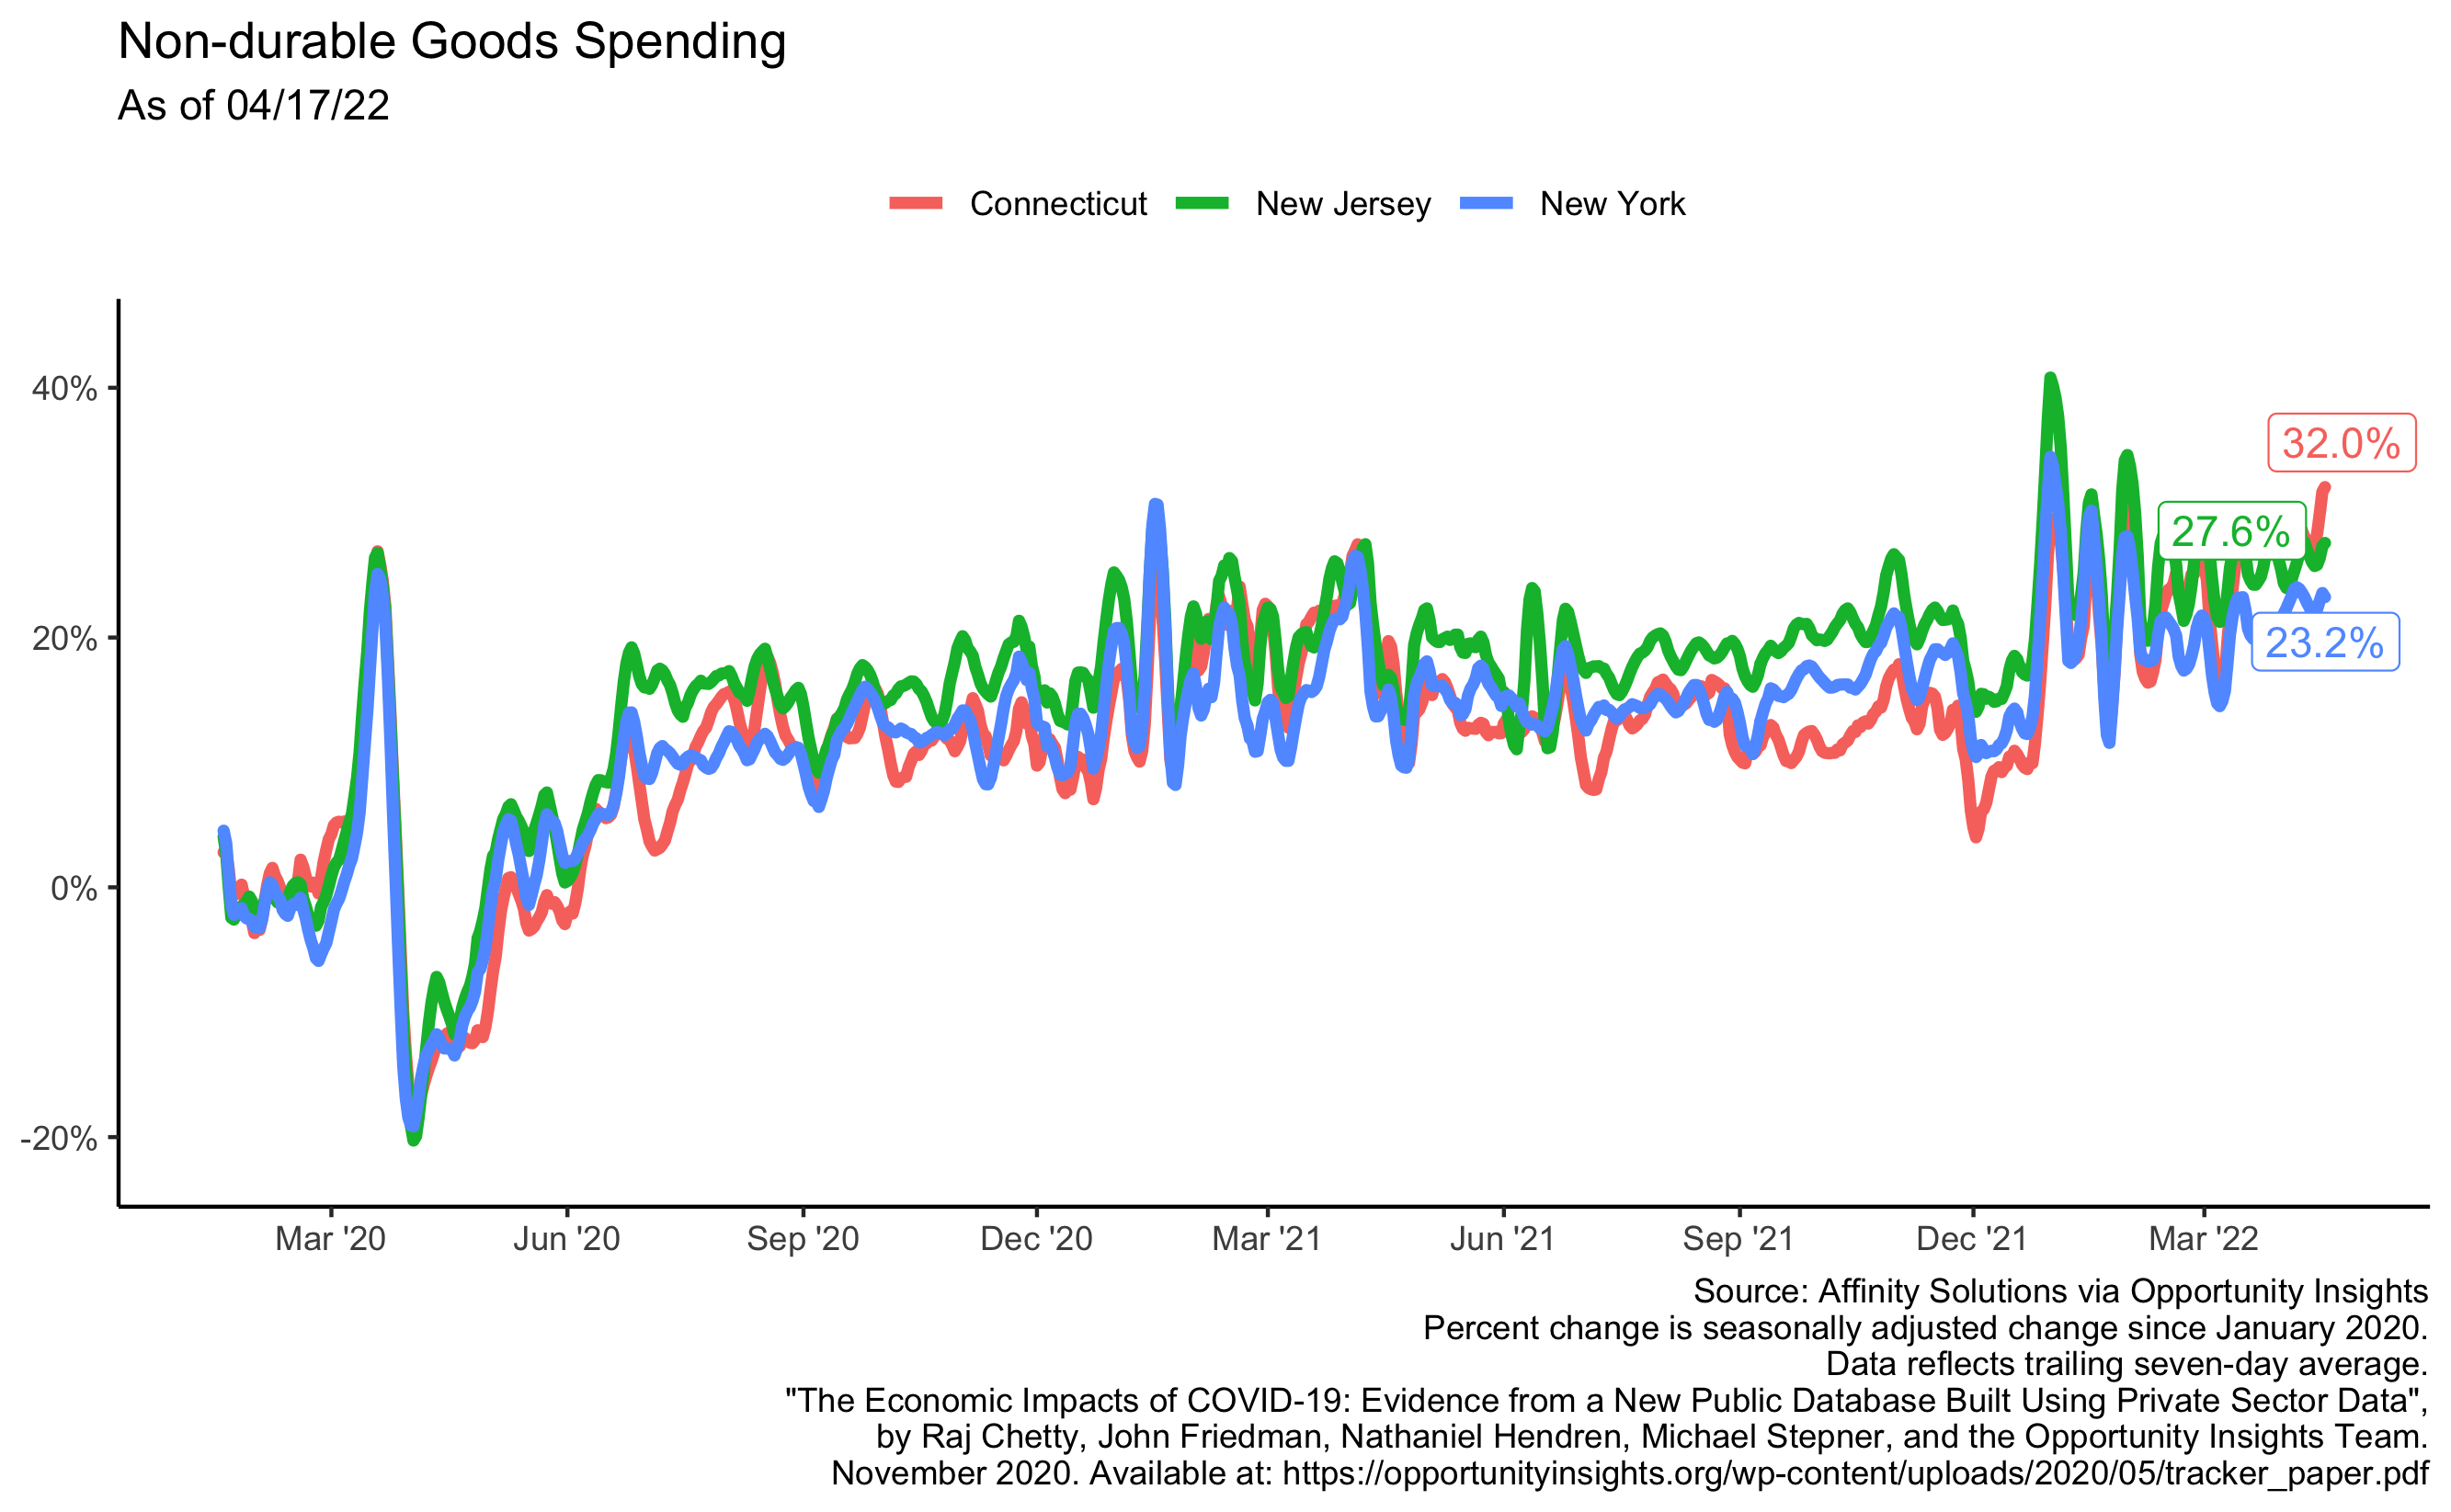 Non-durable Goods Spending
As of 04/17/22
Connecticut New Jersey New York
40%
20%
0%
-20%
32.0%
27.6%
23.2%
Mar '20 Jun '20 Sep '20 Dec '20 Mar '21 Jun '21 Sep '21 Dec '21 Mar '22
Source: Affinity Solutions via Opportunity Insights
Percent change is seasonally adjusted change since January 2020.
Data reflects trailing seven-day average.
"The Economic Impacts of COVID-19: Evidence from a New Public Database Built Using Private Sector Data",
by Raj Chetty, John Friedman, Nathaniel Hendren, Michael Stepner, and the Opportunity Insights Team.
November 2020. Available at: https://opportunityinsights.org/wp-content/uploads/2020/05/tracker_paper.pdf